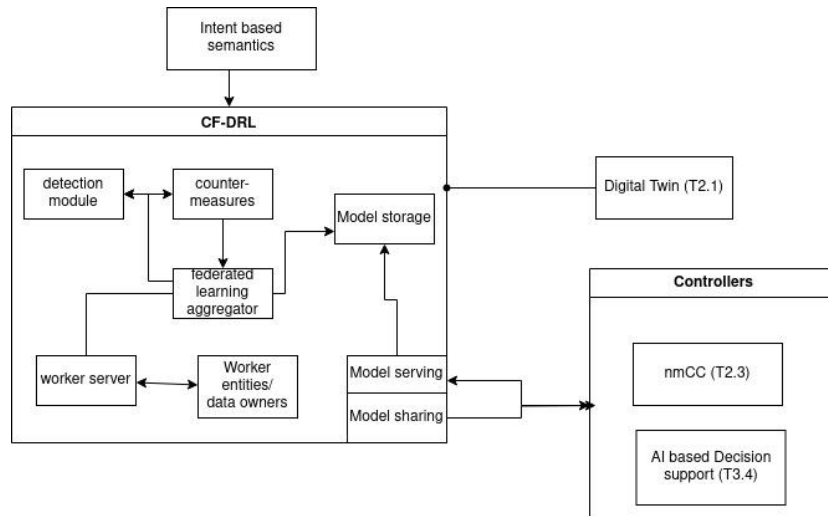 Intent based
semantics
CF-DRL
detection
module
counter-
measures
Model storage
Digital Twin (T2.1)
federated
learning
aggregator
Controllers
worker server
Worker
entities/
data owners
Model serving
Model sharing
nmCC (T2.3)
AI based Decision
support (T3.4)